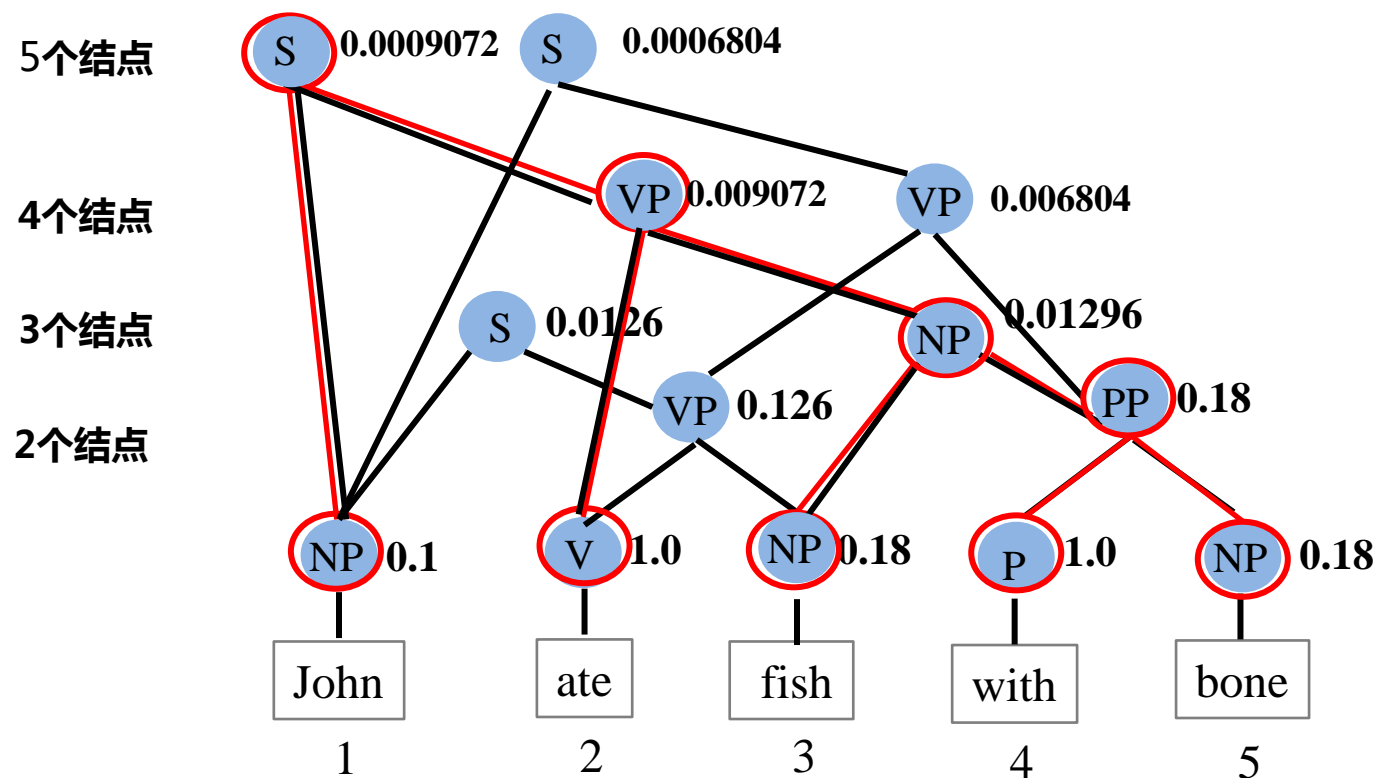 5个结点 S 0.0009072 S 0.0006804
4个结点 VP 0.009072 VP 0.006804
3个结点 S 0.0126 NP 0.01296
2个结点 VP 0.126 PP 0.18
NP 0.1 V 1.0 NP 0.18 P 1.0 NP 0.18
John ate fish with bone
1 2 3 4 5